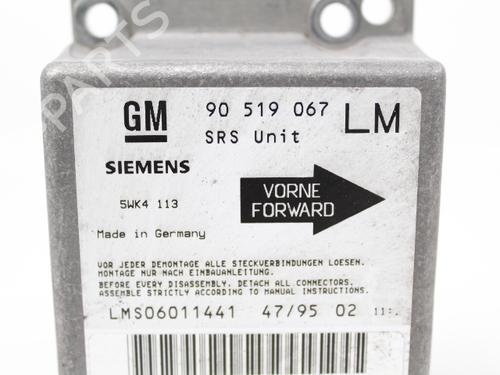 PARTS
GM 90 519 067 LM
SRS Unit
SIEMENS
5WK4 113
VORNE
FORWARD
Made in Germany
VOR JEDER DEMONTAGE ALLE STECKVERBINDUNGEN LOESEN.
MONTAGE NUR NACH EINBAUANLEITUNG.
BEFORE EVERY DISASSEMBLY, DETACH ALL CONNECTORS.
ASSEMBLE STRICTLY ACCORDING TO MANUAL INSTRUCTIONS.
LMS06011441 47/95 02